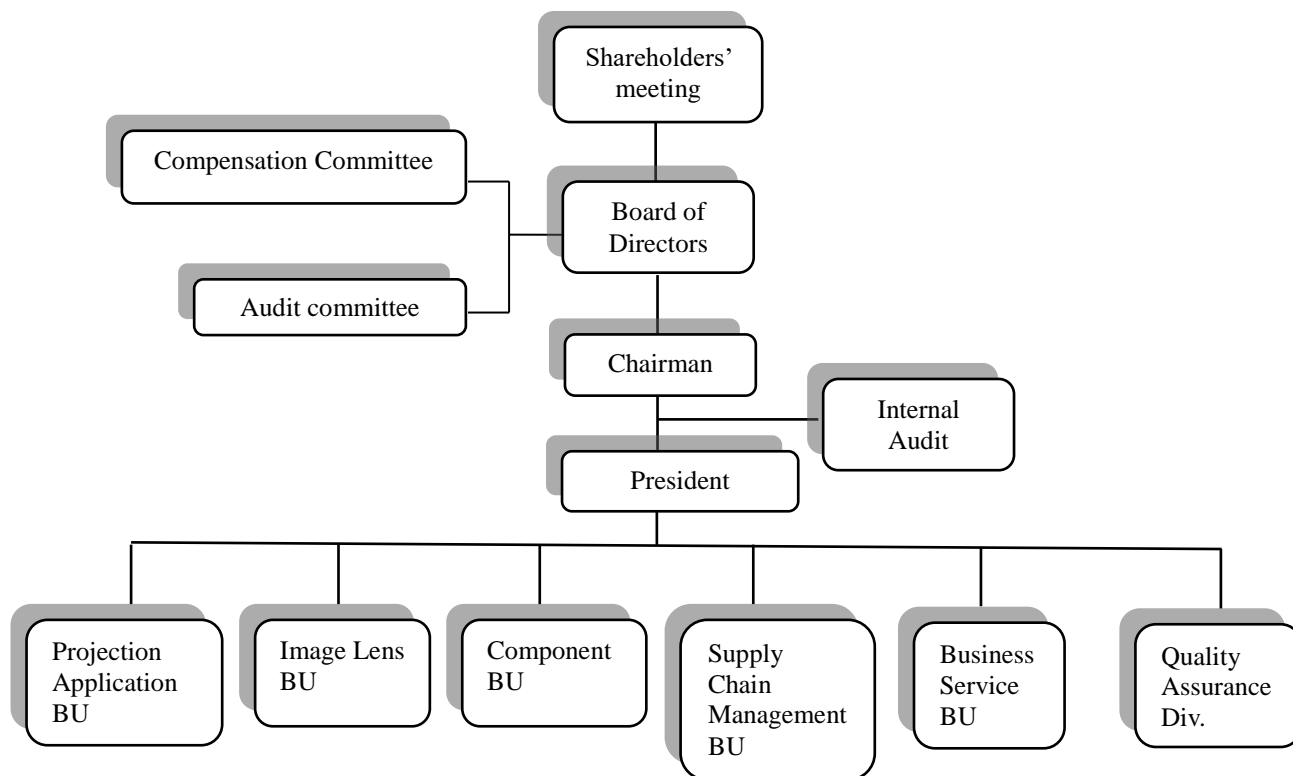 Shareholders’
meeting
Compensation Committee
Board of
Directors
Audit committee
Chairman
Internal
Audit
President
Projection
Application
BU
Image Lens
BU
Component
BU
Supply
Chain
Management
BU
Business
Service
BU
Quality
Assurance
Div.